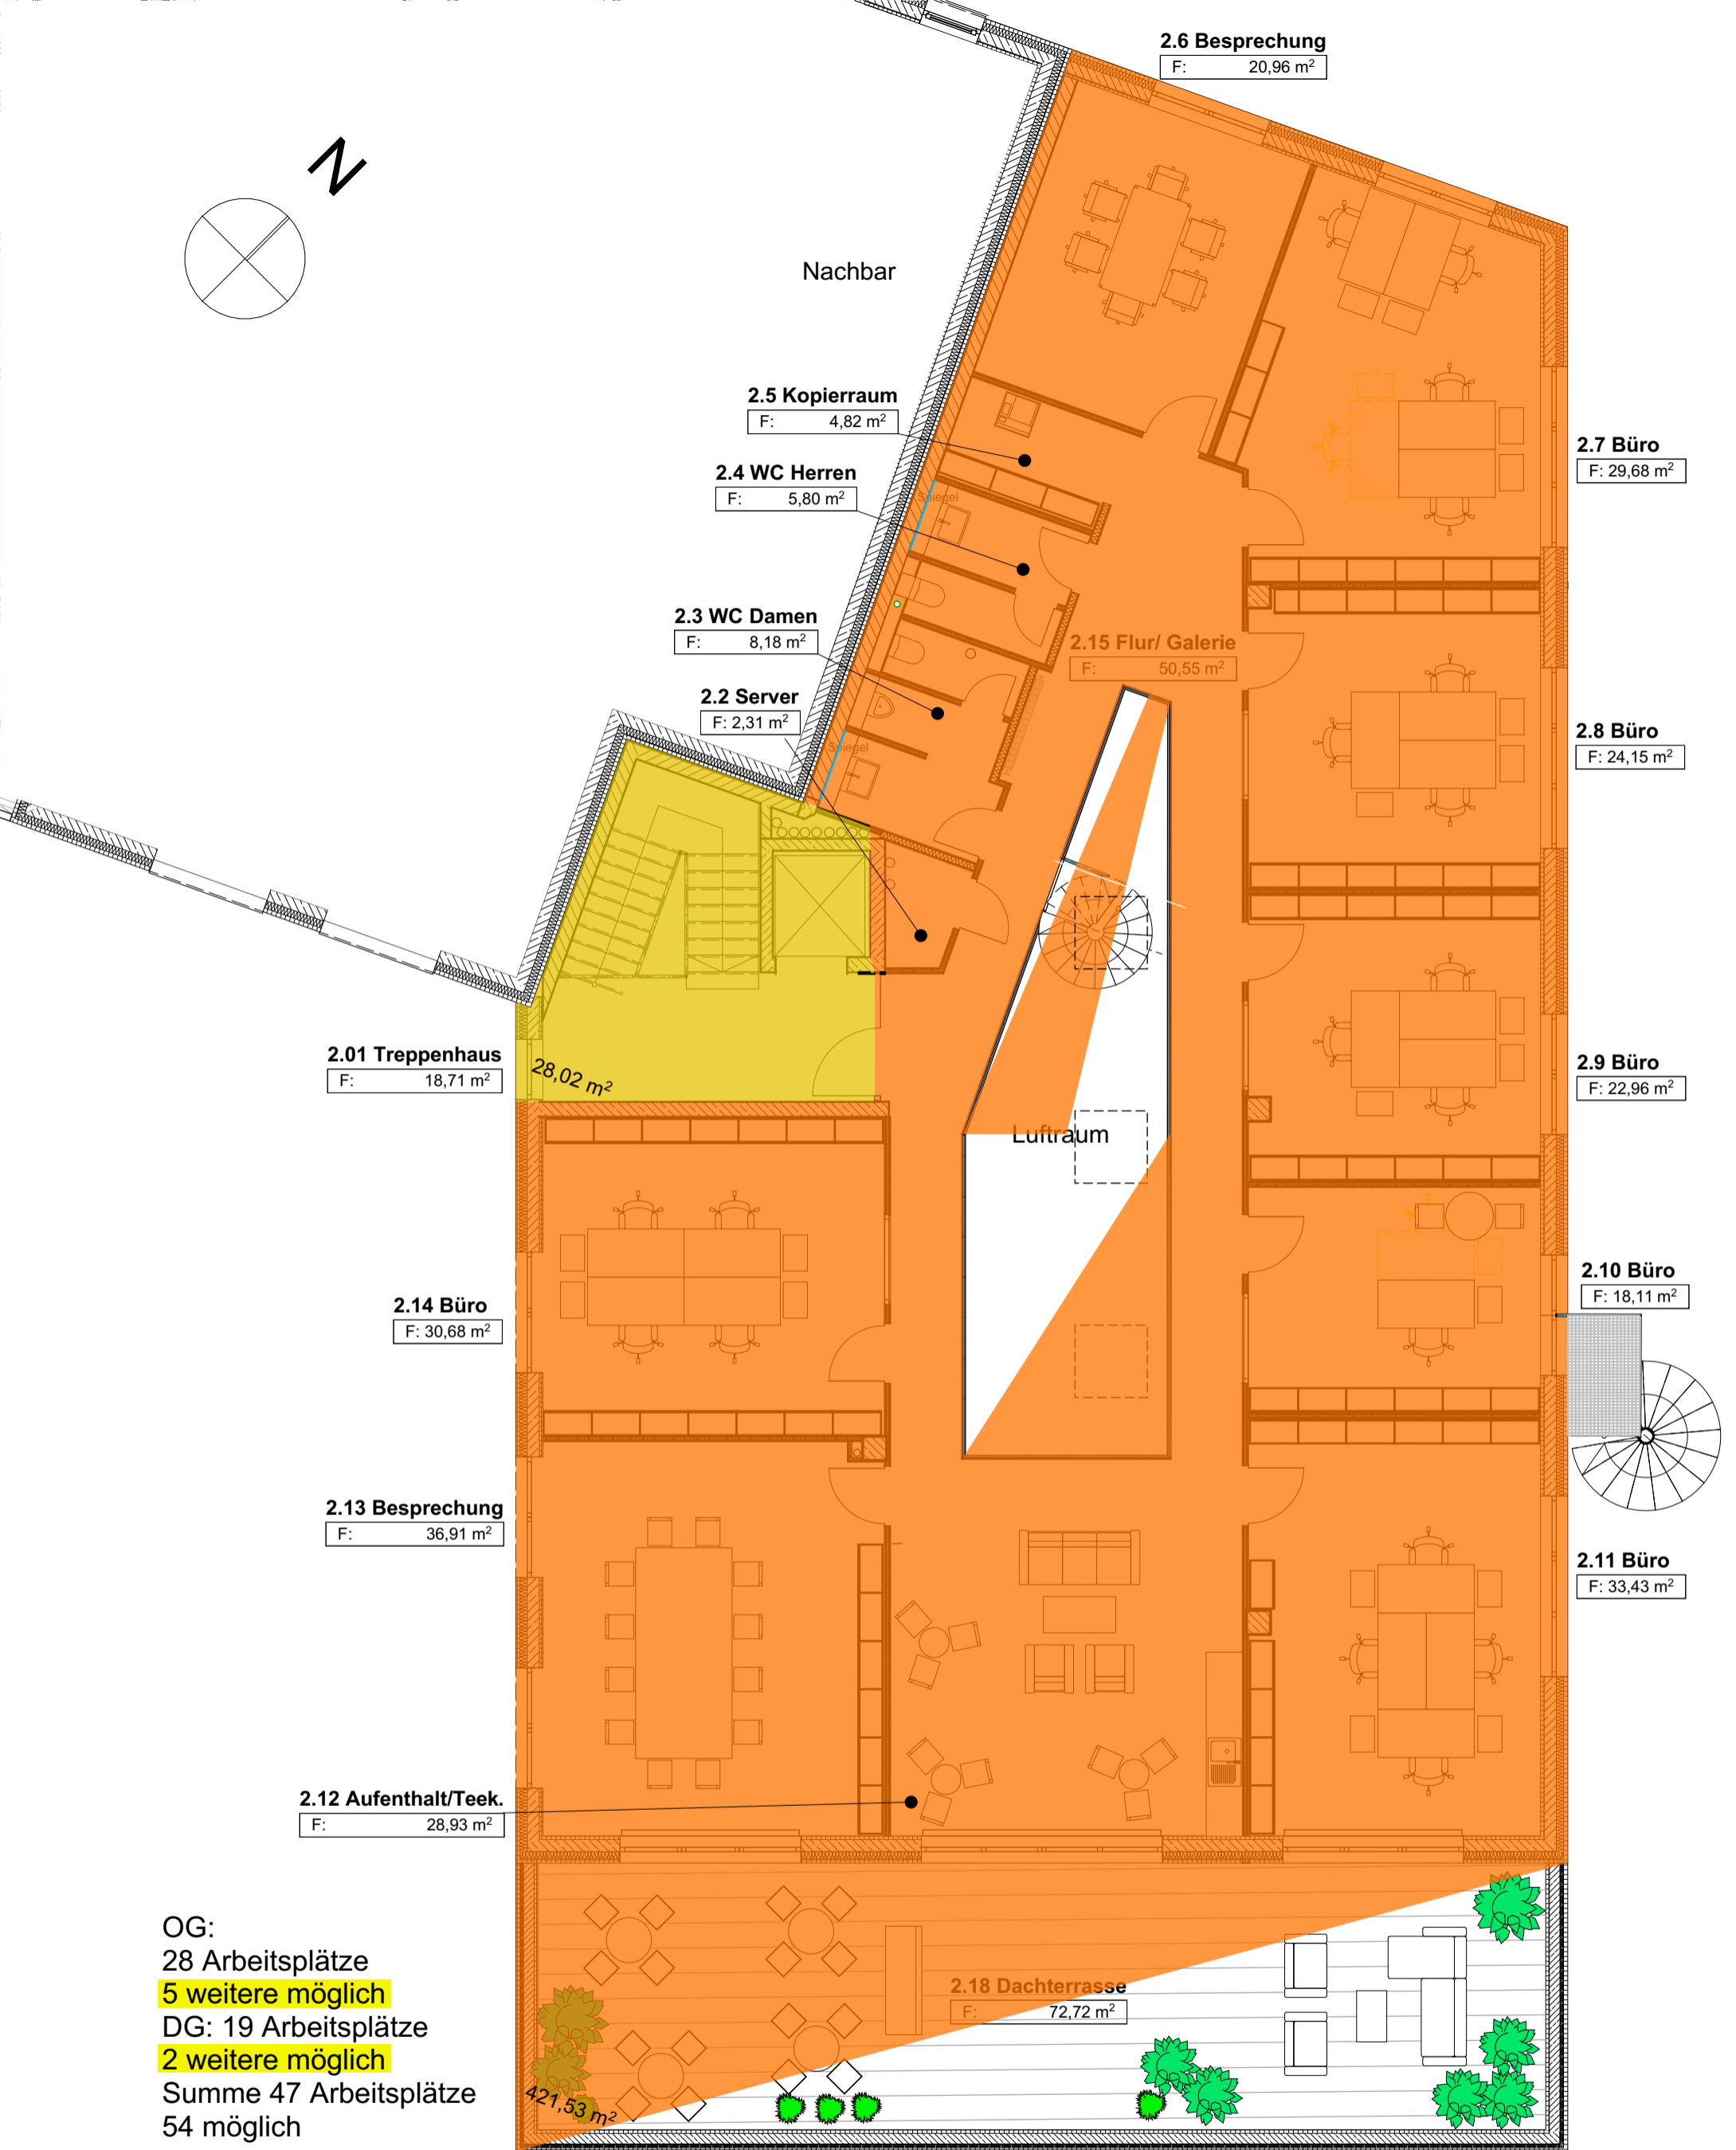 2.6 Besprechung
F: 20,96 m²
N
Nachbar
2.5 Kopierraum
F: 4,82 m²
2.4 WC Herren
F: 5,80 m²
Spiegel
2.7 Büro
F: 29,68 m²
2.3 WC Damen
F: 8,18 m²
2.15 Flur/ Galerie
F: 50,55 m²
2.2 Server
F: 2,31 m²
Spiegel
2.8 Büro
F: 24,15 m²
2.01 Treppenhaus
F: 18,71 m²
28,02 m²
2.9 Büro
F: 22,96 m²
Luftraum
2.14 Büro
F: 30,68 m²
2.10 Büro
F: 18,11 m²
2.13 Besprechung
F: 36,91 m²
2.11 Büro
F: 33,43 m²
2.12 Aufenthalt/Teek.
F: 28,93 m²
2.18 Dachterrasse
F: 72,72 m²
421,53 m²
OG:
28 Arbeitsplätze
5 weitere möglich
DG: 19 Arbeitsplätze
2 weitere möglich
Summe 47 Arbeitsplätze
54 möglich